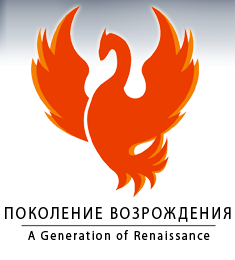 ПОКОЛЕНИЕ ВОЗРОЖДЕНИЯ
A Generation of Renaissance